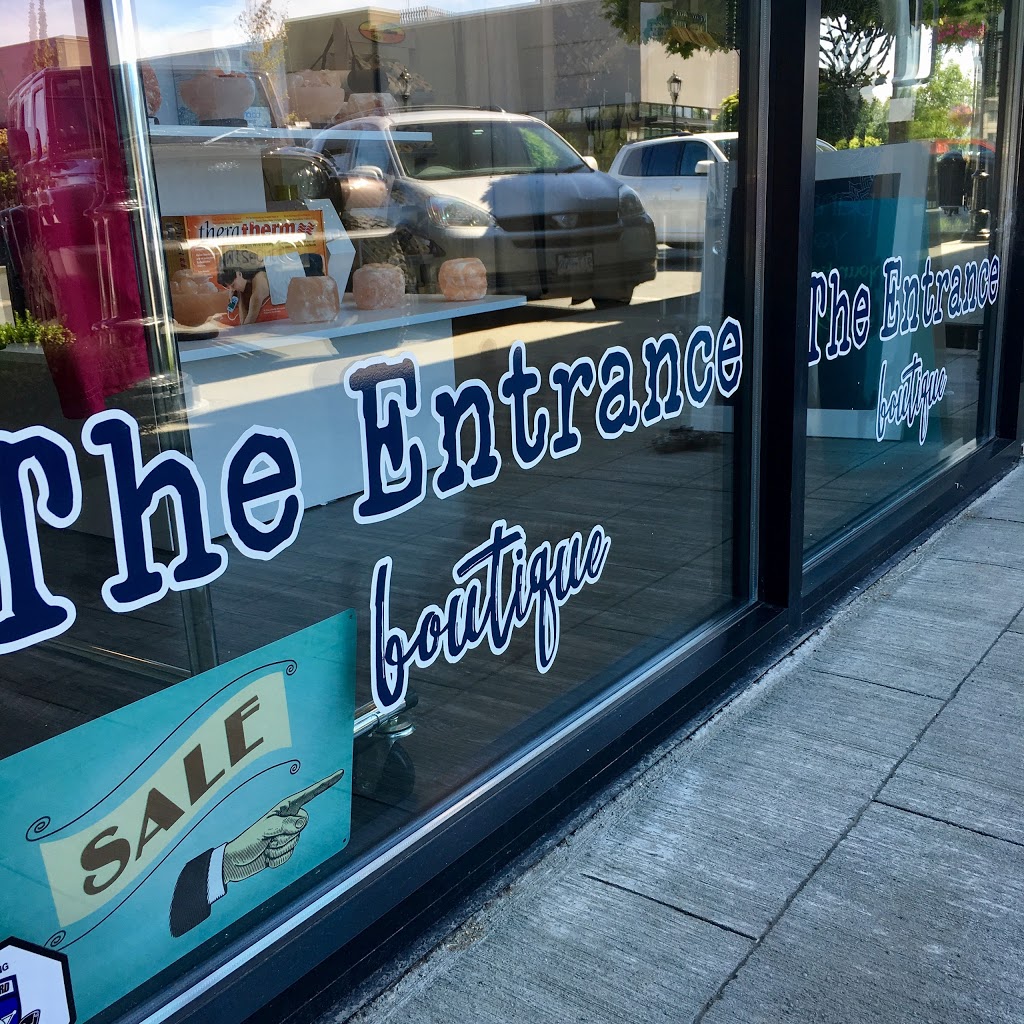 theratherm
The Entrance
boutique
The Entrance
boutique
SALE